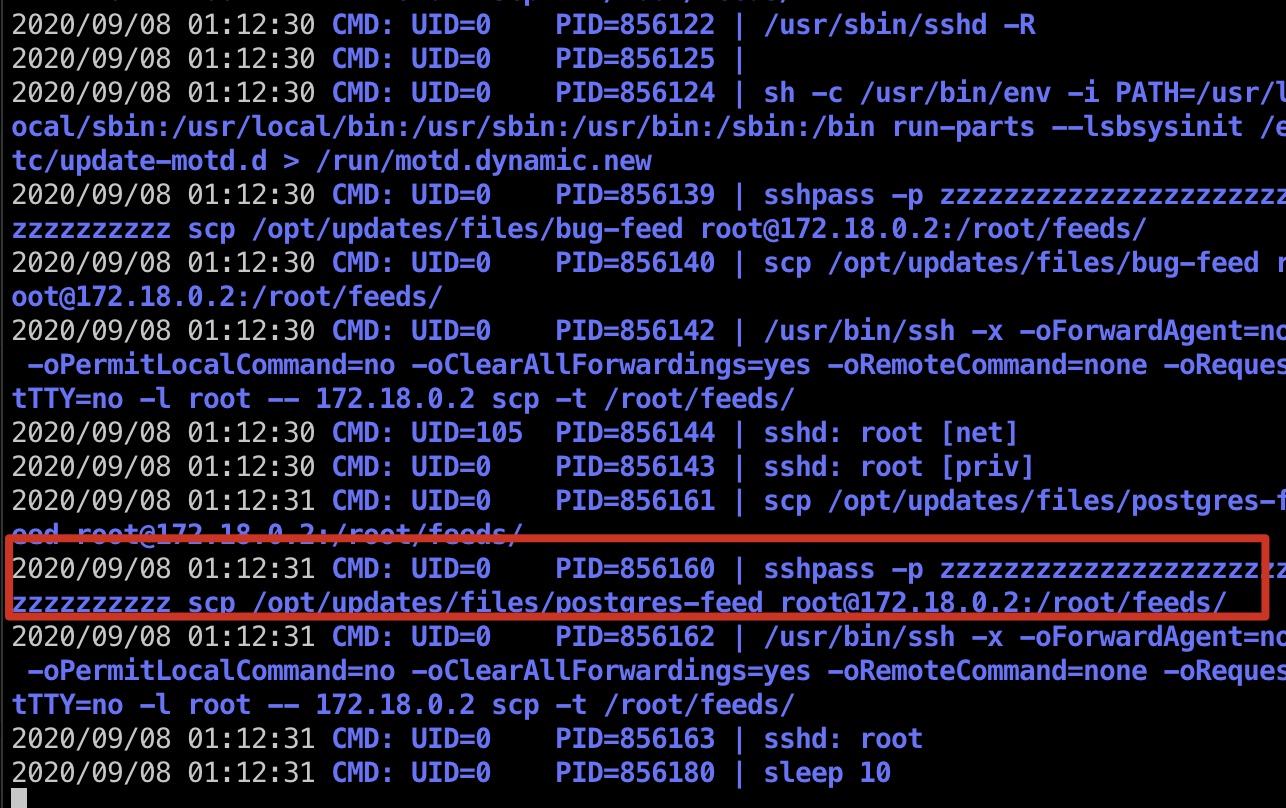 2020/09/08 01:12:30 CMD: UID=0    PID=856122 | /usr/sbin/sshd -R
2020/09/08 01:12:30 CMD: UID=0    PID=856125 |
2020/09/08 01:12:30 CMD: UID=0    PID=856124 | sh -c /usr/bin/env -i PATH=/usr/l
ocal/sbin:/usr/local/bin:/usr/sbin:/usr/bin:/sbin:/bin run-parts --lsbsysinit /e
tc/update-motd.d > /run/motd.dynamic.new
2020/09/08 01:12:30 CMD: UID=0    PID=856139 | sshpass -p zzzzzzzzzzzzzzzzzzzzzz
zzzzzzzzzz scp /opt/updates/files/bug-feed root@172.18.0.2:/root/feeds/
2020/09/08 01:12:30 CMD: UID=0    PID=856140 | scp /opt/updates/files/bug-feed r
oot@172.18.0.2:/root/feeds/
2020/09/08 01:12:30 CMD: UID=0    PID=856142 | /usr/bin/ssh -x -oForwardAgent=no
 -oPermitLocalCommand=no -oClearAllForwardings=yes -oRemoteCommand=none -oReques
tTTY=no -l root -- 172.18.0.2 scp -t /root/feeds/
2020/09/08 01:12:30 CMD: UID=105  PID=856144 | sshd: root [net]
2020/09/08 01:12:30 CMD: UID=0    PID=856143 | sshd: root [priv]
2020/09/08 01:12:31 CMD: UID=0    PID=856161 | scp /opt/updates/files/postgres-f
eed root@172.18.0.2:/root/feeds/
2020/09/08 01:12:31 CMD: UID=0    PID=856160 | sshpass -p zzzzzzzzzzzzzzzzzzzzzz
zzzzzzzzzz scp /opt/updates/files/postgres-feed root@172.18.0.2:/root/feeds/
2020/09/08 01:12:31 CMD: UID=0    PID=856162 | /usr/bin/ssh -x -oForwardAgent=no
 -oPermitLocalCommand=no -oClearAllForwardings=yes -oRemoteCommand=none -oReques
tTTY=no -l root -- 172.18.0.2 scp -t /root/feeds/
2020/09/08 01:12:31 CMD: UID=0    PID=856163 | sshd: root
2020/09/08 01:12:31 CMD: UID=0    PID=856180 | sleep 10